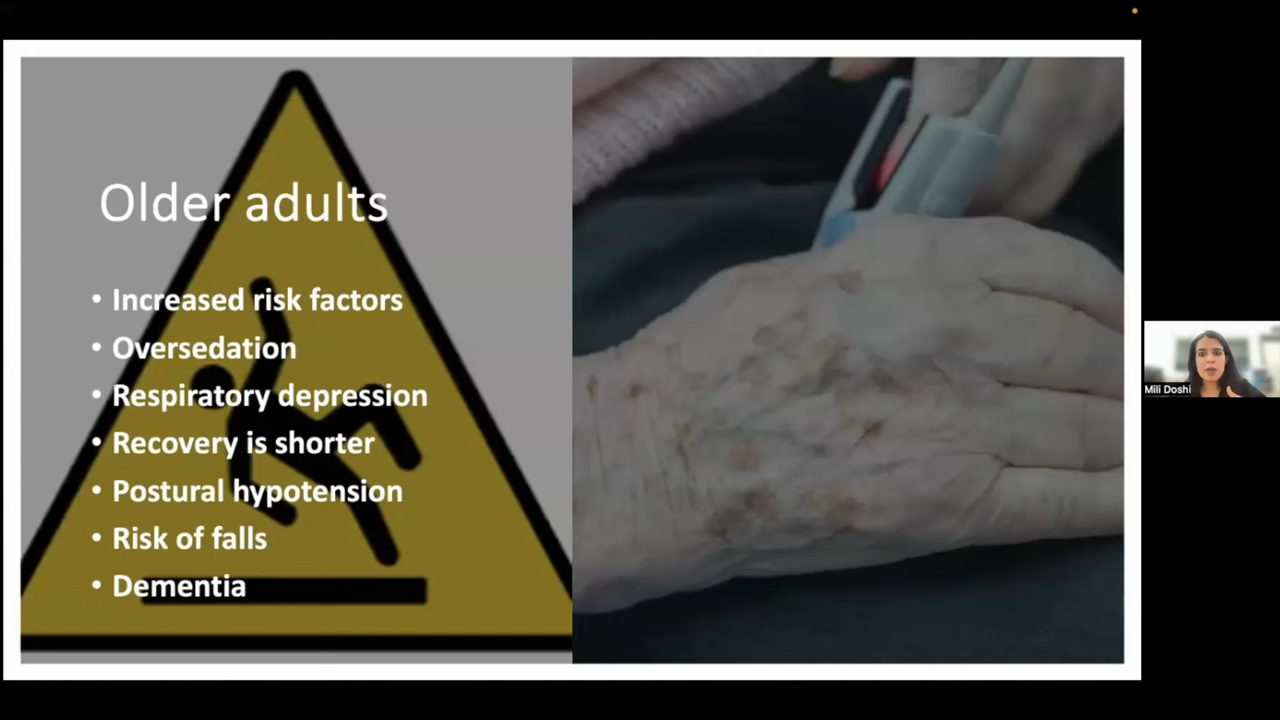 Older adults
• Increased risk factors
• Oversedation
• Respiratory depression
• Recovery is shorter
• Postural hypotension
• Risk of falls
• Dementia
Mili Doshi